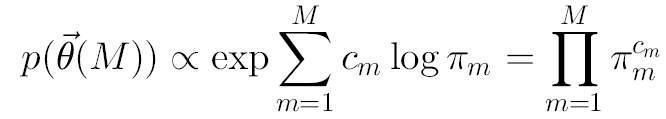 p(\vec{\theta}(M)) \propto \exp \sum_{m=1}^{M} c_m \log \pi_m = \prod_{m=1}^{M} \pi_m^{c_m}